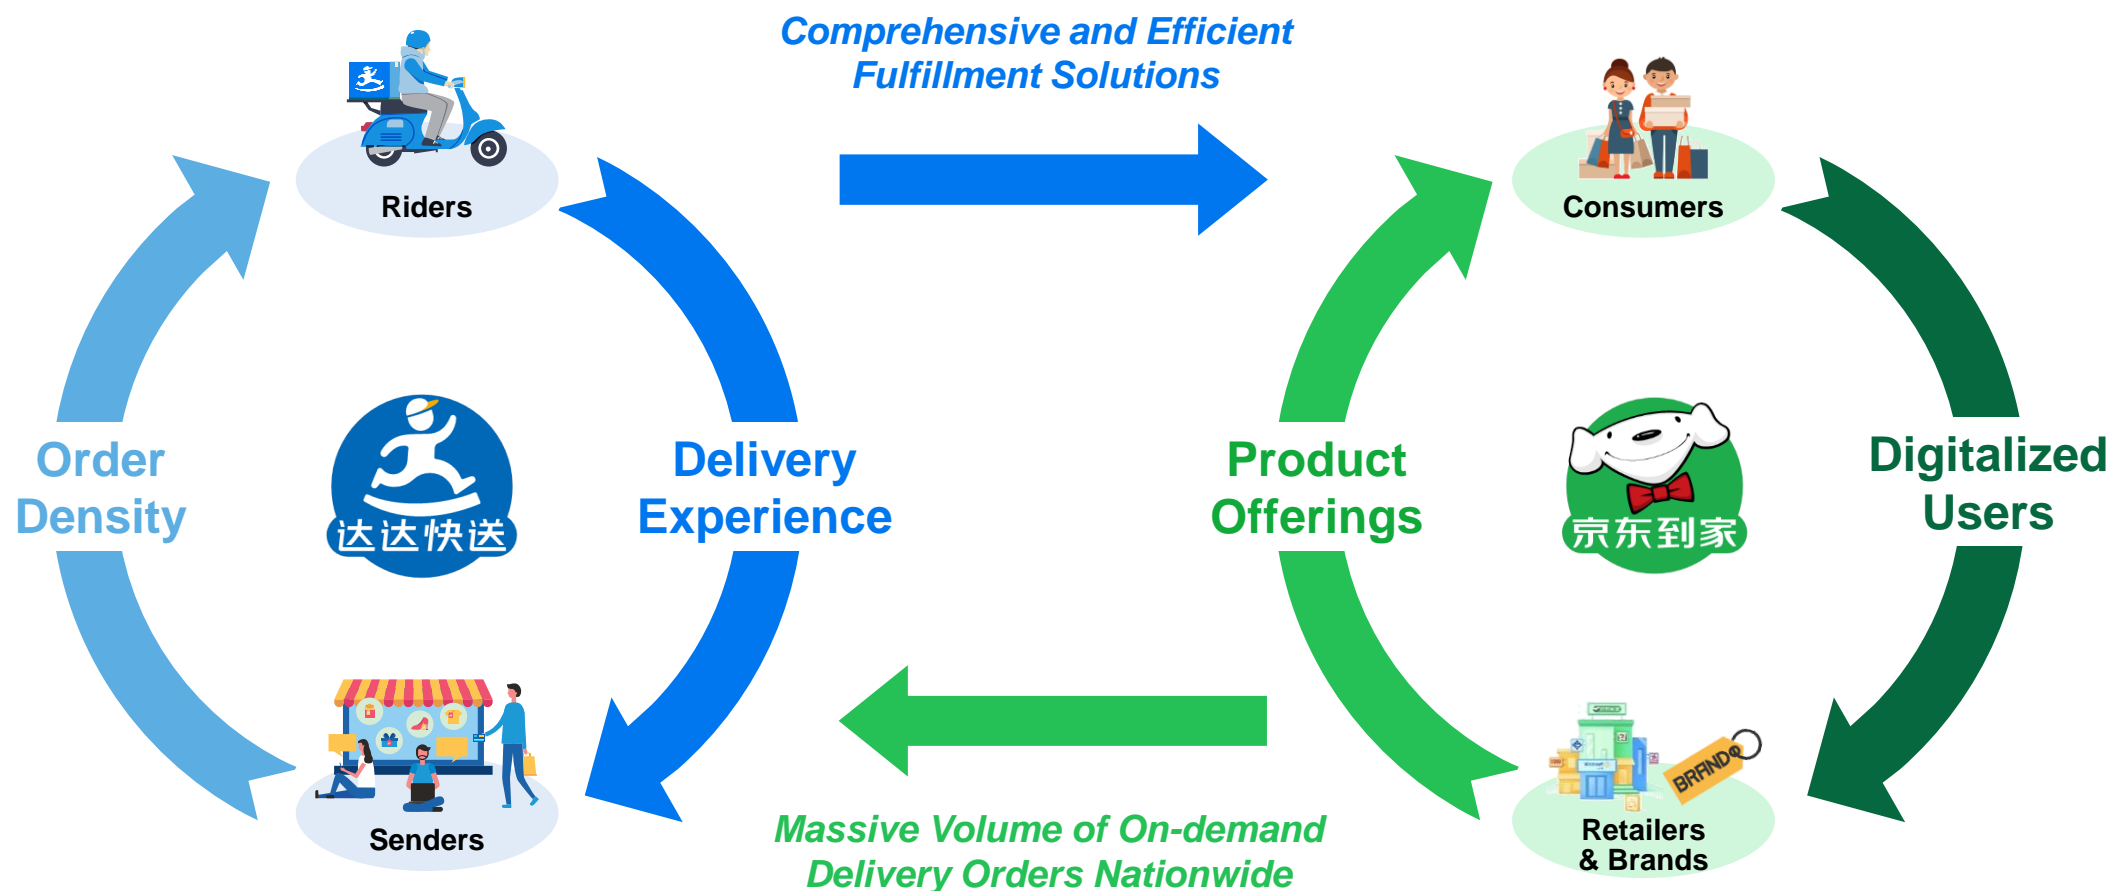 Comprehensive and Efficient
Fulfillment Solutions
Riders
Consumers
Order
Density
达达快送
Delivery
Experience
Product
Offerings
京东到家
Digitalized
Users
BRAND
Senders
Massive Volume of On-demand
Delivery Orders Nationwide
Retailers
& Brands